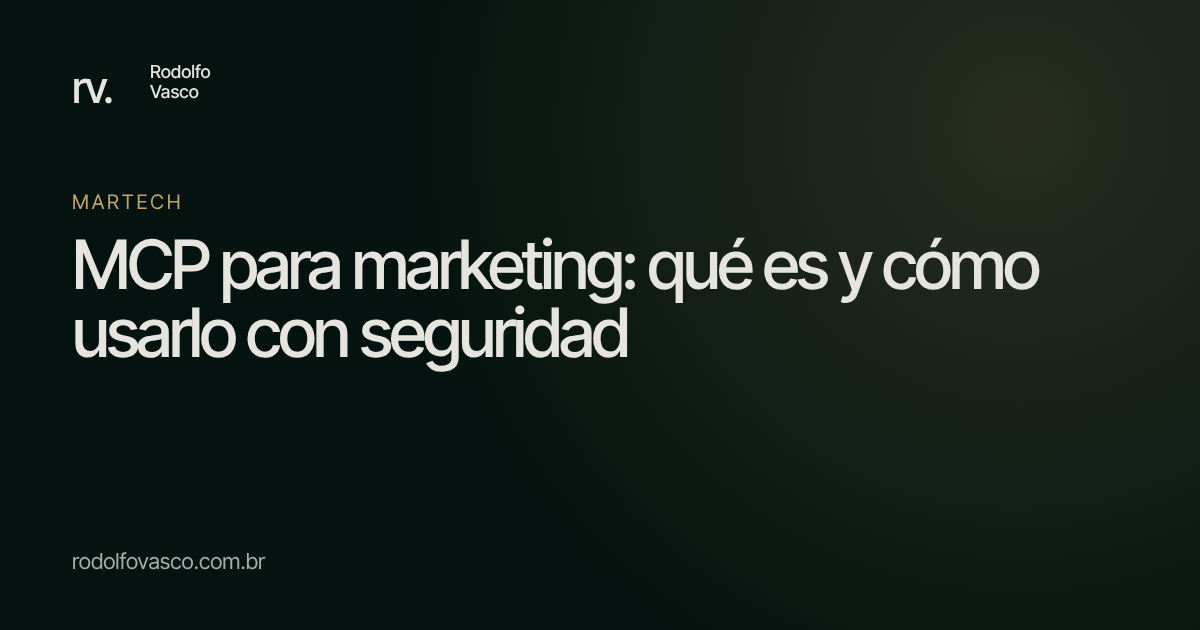 rv.
Rodolfo
Vasco
MARTECH
MCP para marketing: qué es y cómo
usarlo con seguridad
rodolfovasco.com.br